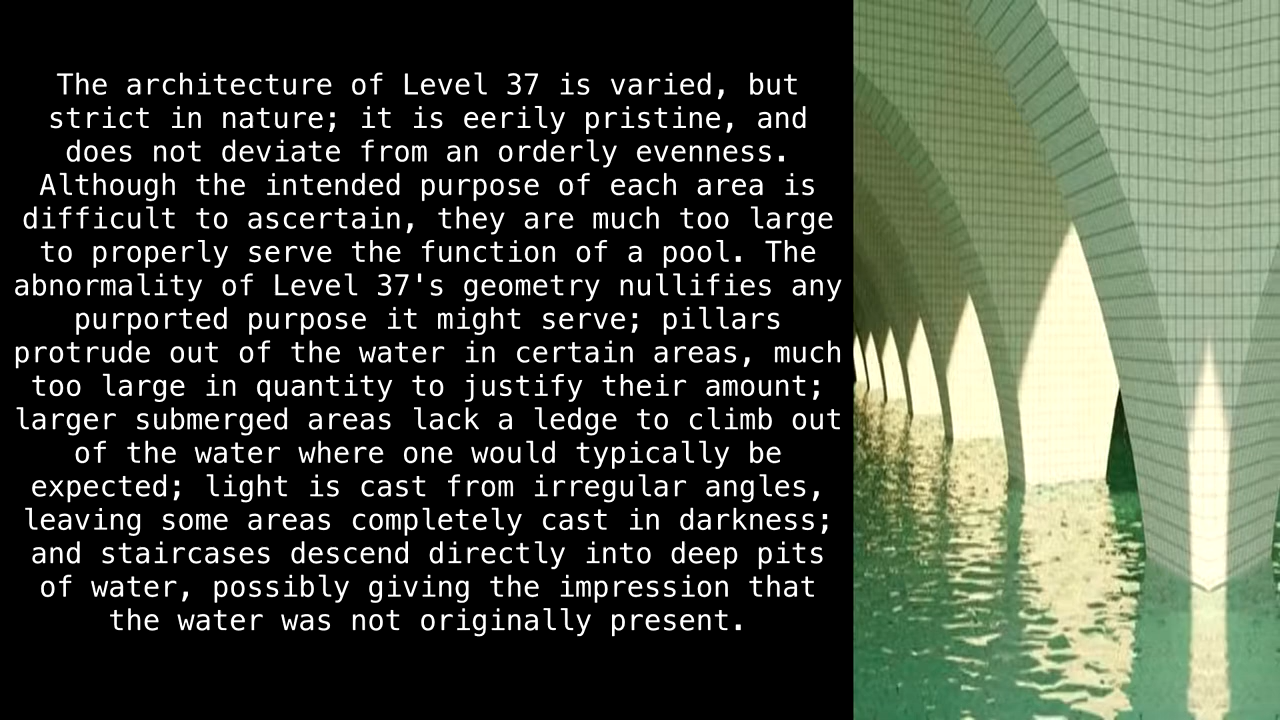 The architecture of Level 37 is varied, but
strict in nature; it is eerily pristine, and
does not deviate from an orderly evenness.
Although the intended purpose of each area is
difficult to ascertain, they are much too large
to properly serve the function of a pool. The
abnormality of Level 37's geometry nullifies any
purported purpose it might serve; pillars
protrude out of the water in certain areas, much
too large in quantity to justify their amount;
larger submerged areas lack a ledge to climb out
of the water where one would typically be
expected; light is cast from irregular angles,
leaving some areas completely cast in darkness;
and staircases descend directly into deep pits
of water, possibly giving the impression that
the water was not originally present.